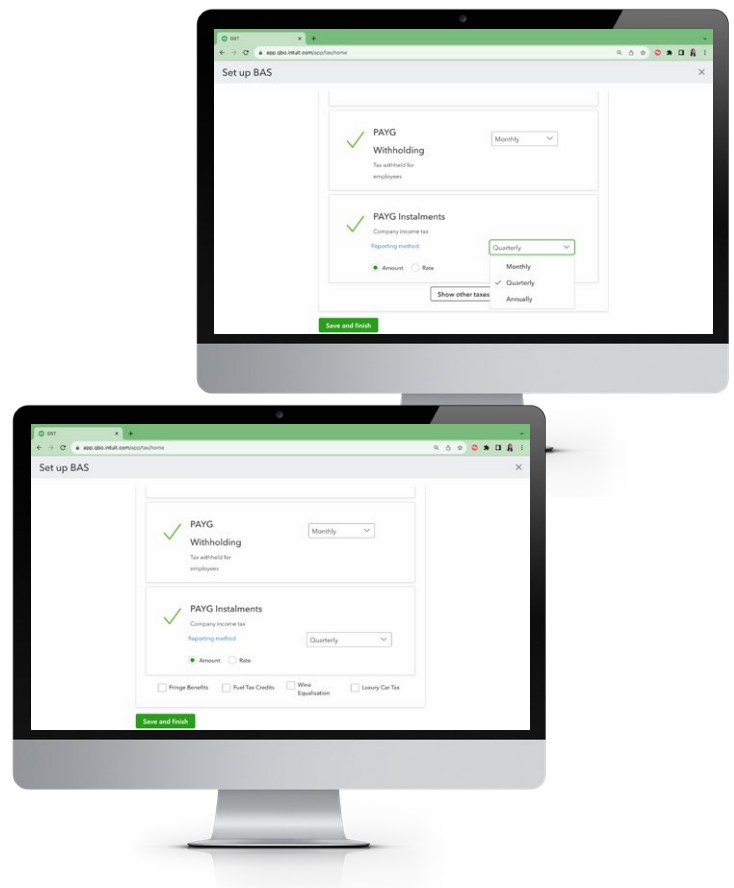 GST
app.qbo.intuit.com/app/tax/home
Set up BAS
PAYG
Withholding
Monthly
Tax withheld for
employees
PAYG Instalments
Company income tax
Reporting method
Quarterly
Amount
Rate
Monthly
Quarterly
Annually
Show other taxes
Save and finish
GST
app.qbo.intuit.com/app/tax/home
Set up BAS
PAYG
Withholding
Monthly
Tax withheld for
employees
PAYG Instalments
Company income tax
Reporting method
Quarterly
Amount
Rate
Fringe Benefits
Fuel Tax Credits
Wine
Equalisation
Luxury Car Tax
Save and finish